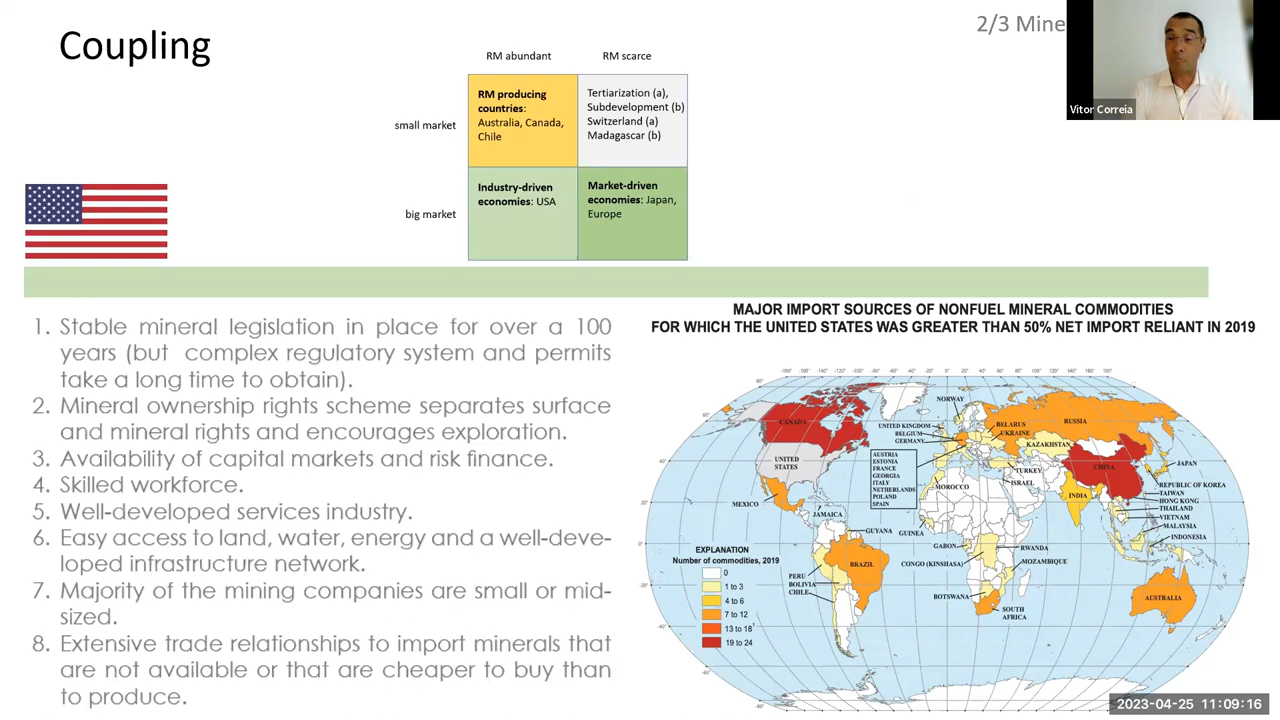 Coupling
2/3 Mine
Vitor Correia
RM abundant
RM scarce
small market
RM producing
countries:
Australia, Canada,
Chile
Tertiarization (a),
Subdevelopment (b)
Switzerland (a)
Madagascar (b)
big market
Industry-driven
economies: USA
Market-driven
economies: Japan,
Europe
1. Stable mineral legislation in place for over a 100
years (but complex regulatory system and permits
take a long time to obtain).
2. Mineral ownership rights scheme separates surface
and mineral rights and encourages exploration.
3. Availability of capital markets and risk finance.
4. Skilled workforce.
5. Well-developed services industry.
6. Easy access to land, water, energy and a well-deve-
loped infrastructure network.
7. Majority of the mining companies are small or mid-
sized.
8. Extensive trade relationships to import minerals that
are not available or that are cheaper to buy than
to produce.
MAJOR IMPORT SOURCES OF NONFUEL MINERAL COMMODITIES
FOR WHICH THE UNITED STATES WAS GREATER THAN 50% NET IMPORT RELIANT IN 2019
NORWAY
CANADA
UNITED KINGDOM
BELGIUM
GERMANY
BELARUS
UKRAINE
RUSSIA
KAZAKHSTAN
UNITED
STATES
AUSTRIA
ESTONIA
FRANCE
GEORGIA
ITALY
NETHERLANDS
POLAND
SPAIN
TURKEY
ISRAEL
CHINA
JAPAN
REPUBLIC OF KOREA
TAIWAN
HONG KONG
THAILAND
VIETNAM
MALAYSIA
INDONESIA
INDIA
MOROCCO
MEXICO
JAMAICA
GUYANA
GUINEA
GABON
CONGO (KINSHASA)
RWANDA
MOZAMBIQUE
BRAZIL
PERU
BOLIVIA
CHILE
BOTSWANA
SOUTH
AFRICA
AUSTRALIA
EXPLANATION
Number of commodities, 2019
0
1 to 3
4 to 6
7 to 12
13 to 18
19 to 24
2023-04-25 11:09:16